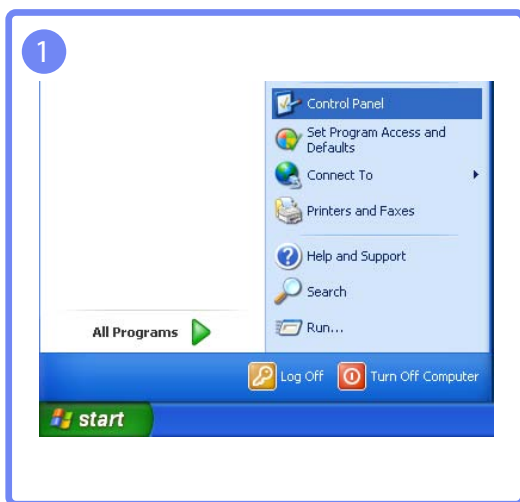 1
Control Panel
Set Program Access and
Defaults
Connect To
Printers and Faxes
Help and Support
Search
Run...
All Programs
Log Off
Turn Off Computer
start